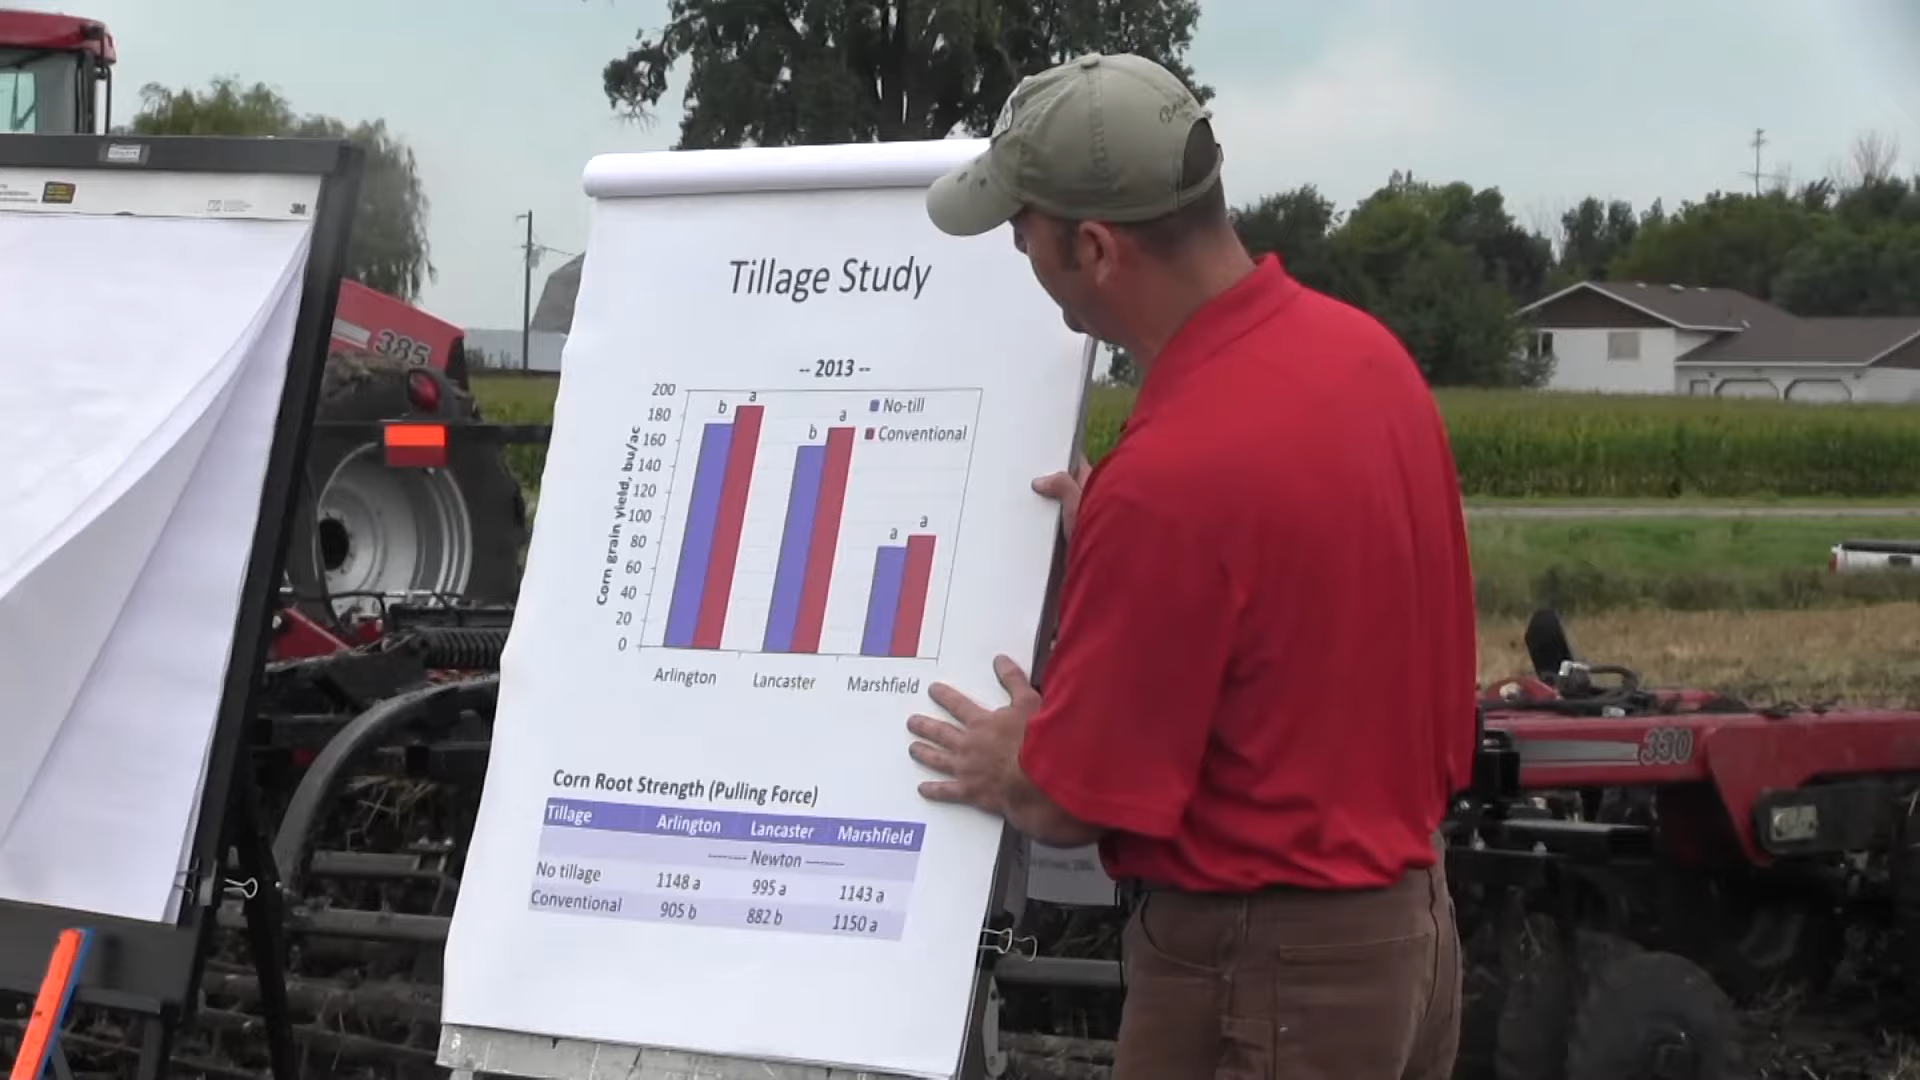 Tillage Study
-- 2013 --
Corn grain yield, bu/ac
200
180
160
140
120
100
80
60
40
20
0
b
a
b
a
a
a
No-till
Conventional
Arlington
Lancaster
Marshfield
Corn Root Strength (Pulling Force)
Tillage Arlington Lancaster Marshfield
------- Newton -------
No tillage 1148 a 995 a 1143 a
Conventional 905 b 882 b 1150 a
385
330
3M